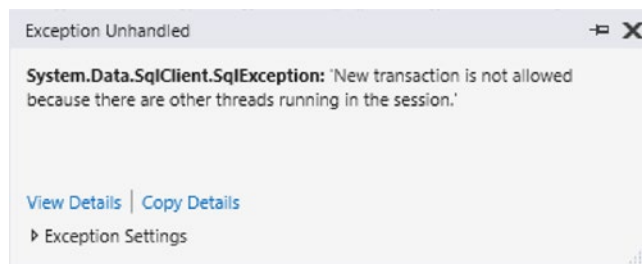 Exception Unhandled
System.Data.SqlClient.SqlException: 'New transaction is not allowed
because there are other threads running in the session.'
View Details | Copy Details
Exception Settings